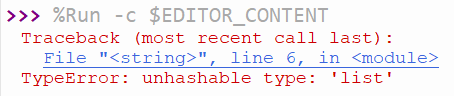 >>> %Run -c $EDITOR_CONTENT
Traceback (most recent call last):
File "<string>", line 6, in <module>
TypeError: unhashable type: 'list'